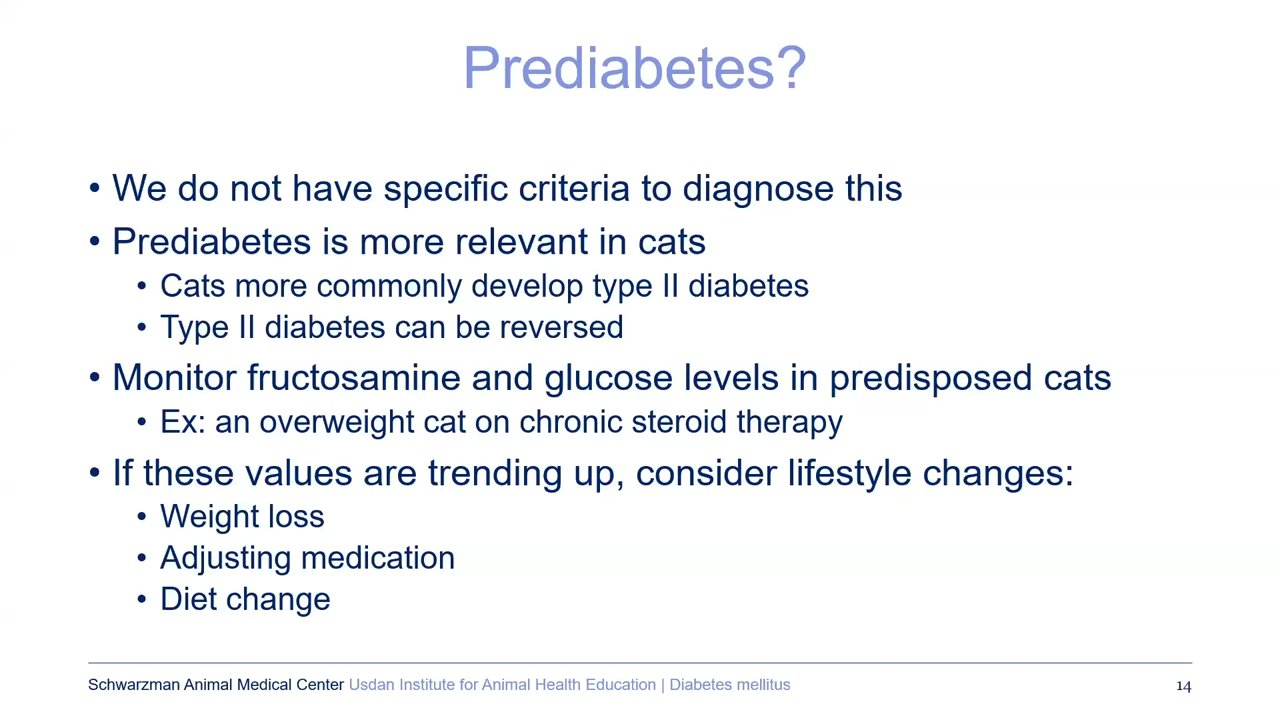 Prediabetes?
• We do not have specific criteria to diagnose this
• Prediabetes is more relevant in cats
• Cats more commonly develop type II diabetes
• Type II diabetes can be reversed
• Monitor fructosamine and glucose levels in predisposed cats
• Ex: an overweight cat on chronic steroid therapy
• If these values are trending up, consider lifestyle changes:
• Weight loss
• Adjusting medication
• Diet change
Schwarzman Animal Medical Center Usdan Institute for Animal Health Education | Diabetes mellitus 14